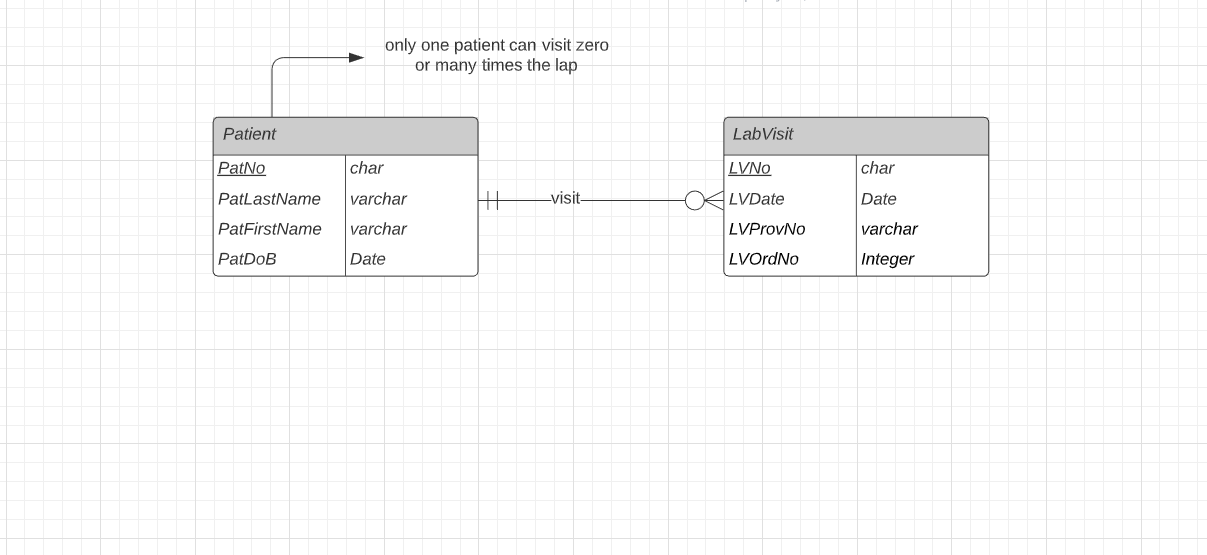 only one patient can visit zero
or many times the lap
Patient
PatNo char
PatLastName varchar
PatFirstName varchar
PatDoB Date
visit
LabVisit
LVNo char
LVDate Date
LVProvNo varchar
LVOrdNo Integer